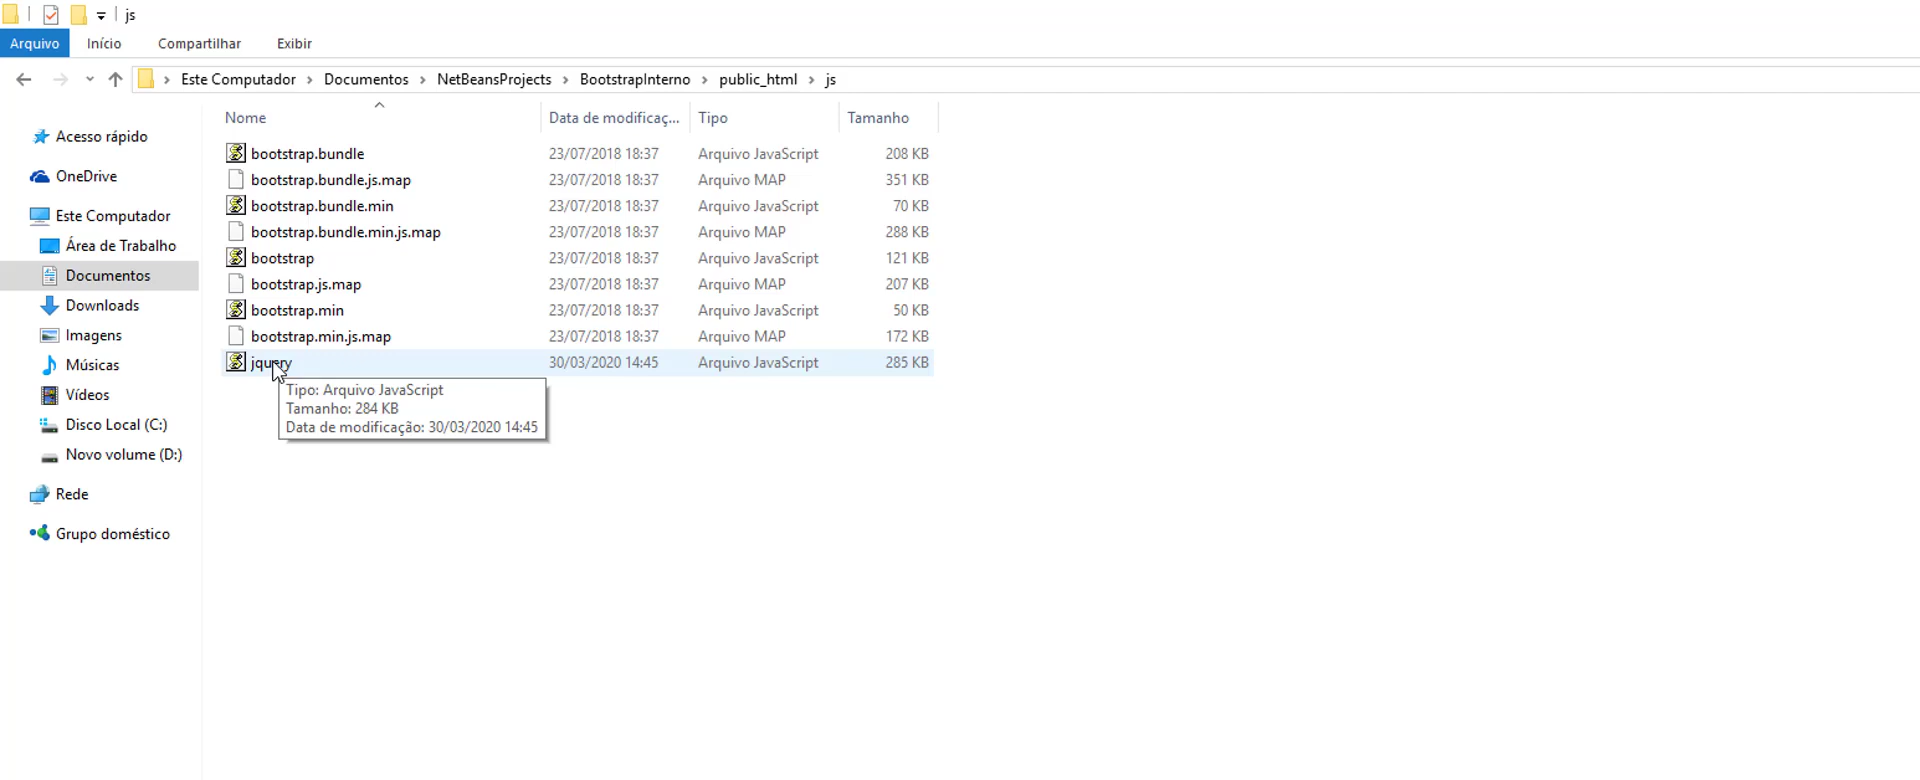 js
Arquivo Início Compartilhar Exibir
Este Computador > Documentos > NetBeansProjects > BootstrapInterno > public_html > js
Nome Data de modificaç... Tipo Tamanho
Acesso rápido
OneDrive
Este Computador
Área de Trabalho
Documentos
Downloads
Imagens
Músicas
Vídeos
Disco Local (C:)
Novo volume (D:)
Rede
Grupo doméstico
bootstrap.bundle 23/07/2018 18:37 Arquivo JavaScript 208 KB
bootstrap.bundle.js.map 23/07/2018 18:37 Arquivo MAP 351 KB
bootstrap.bundle.min 23/07/2018 18:37 Arquivo JavaScript 70 KB
bootstrap.bundle.min.js.map 23/07/2018 18:37 Arquivo MAP 288 KB
bootstrap 23/07/2018 18:37 Arquivo JavaScript 121 KB
bootstrap.js.map 23/07/2018 18:37 Arquivo MAP 207 KB
bootstrap.min 23/07/2018 18:37 Arquivo JavaScript 50 KB
bootstrap.min.js.map 23/07/2018 18:37 Arquivo MAP 172 KB
jquery 30/03/2020 14:45 Arquivo JavaScript 285 KB
Tipo: Arquivo JavaScript
Tamanho: 284 KB
Data de modificação: 30/03/2020 14:45